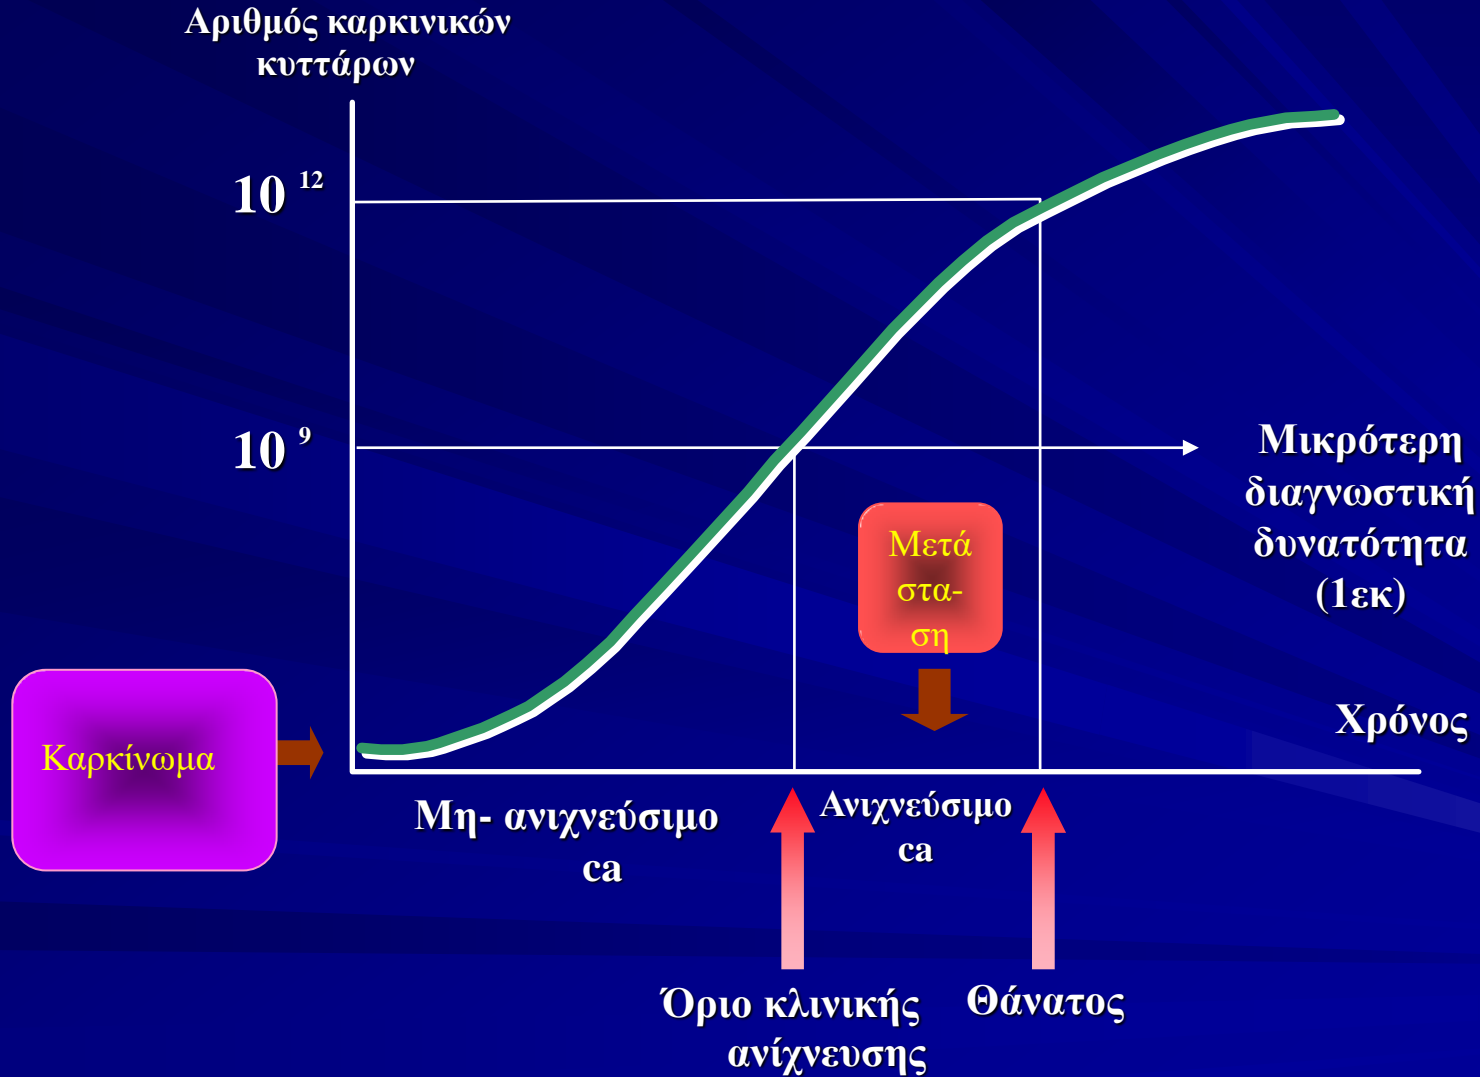 Αριθμός καρκινικών
κυττάρων
10 12
10 9
Μικρότερη
διαγνωστική
δυνατότητα
(1εκ)
Μετά
στα-
ση
Καρκίνωμα
Χρόνος
Μη- ανιχνεύσιμο
ca
Ανιχνεύσιμο
ca
Όριο κλινικής
ανίχνευσης
Θάνατος